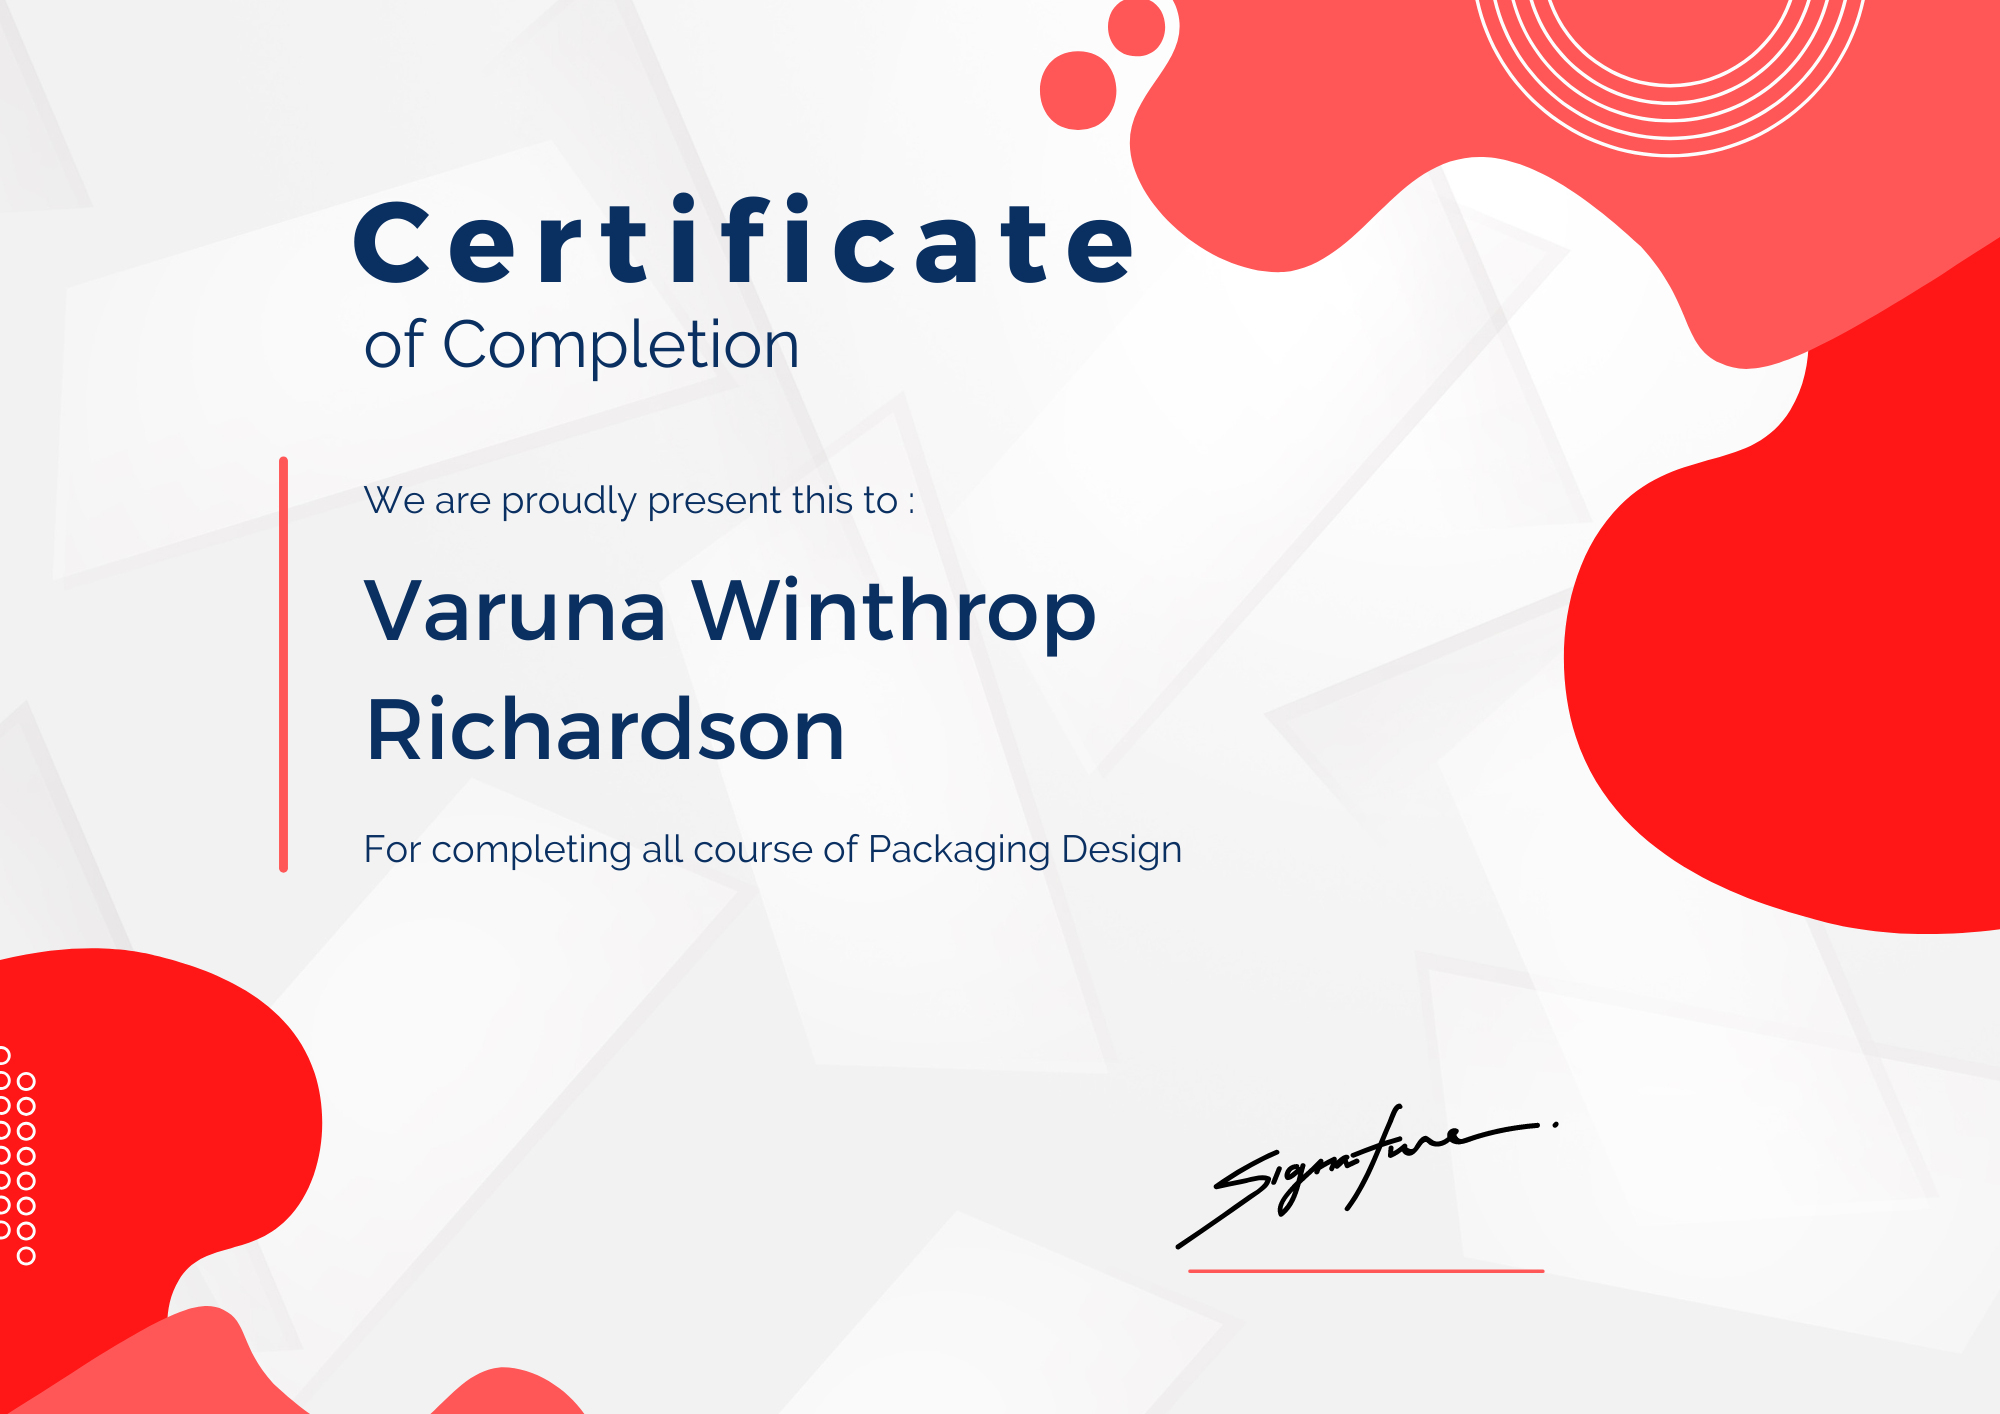 Certificate
of Completion
We are proudly present this to :
Varuna Winthrop
Richardson
For completing all course of Packaging Design
Signature